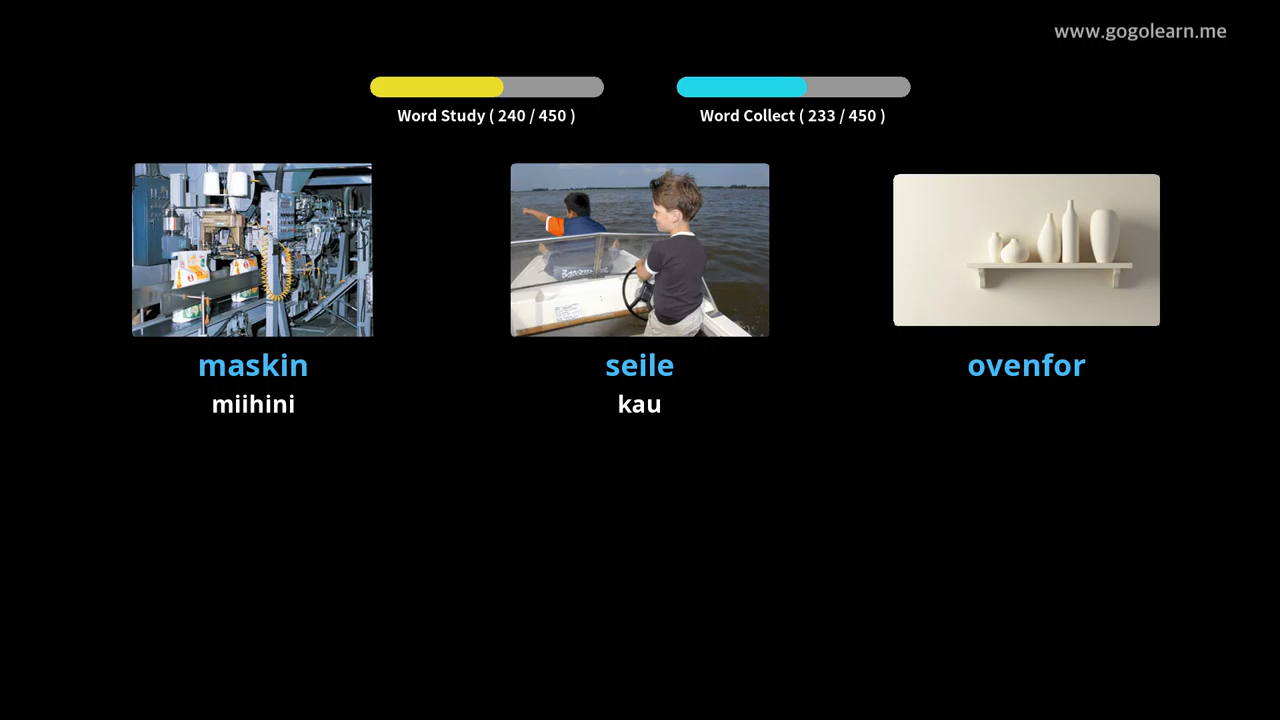 www.gogolearn.me
Word Study ( 240 / 450 )
Word Collect ( 233 / 450 )
maskin
seile
ovenfor
miihini
kau